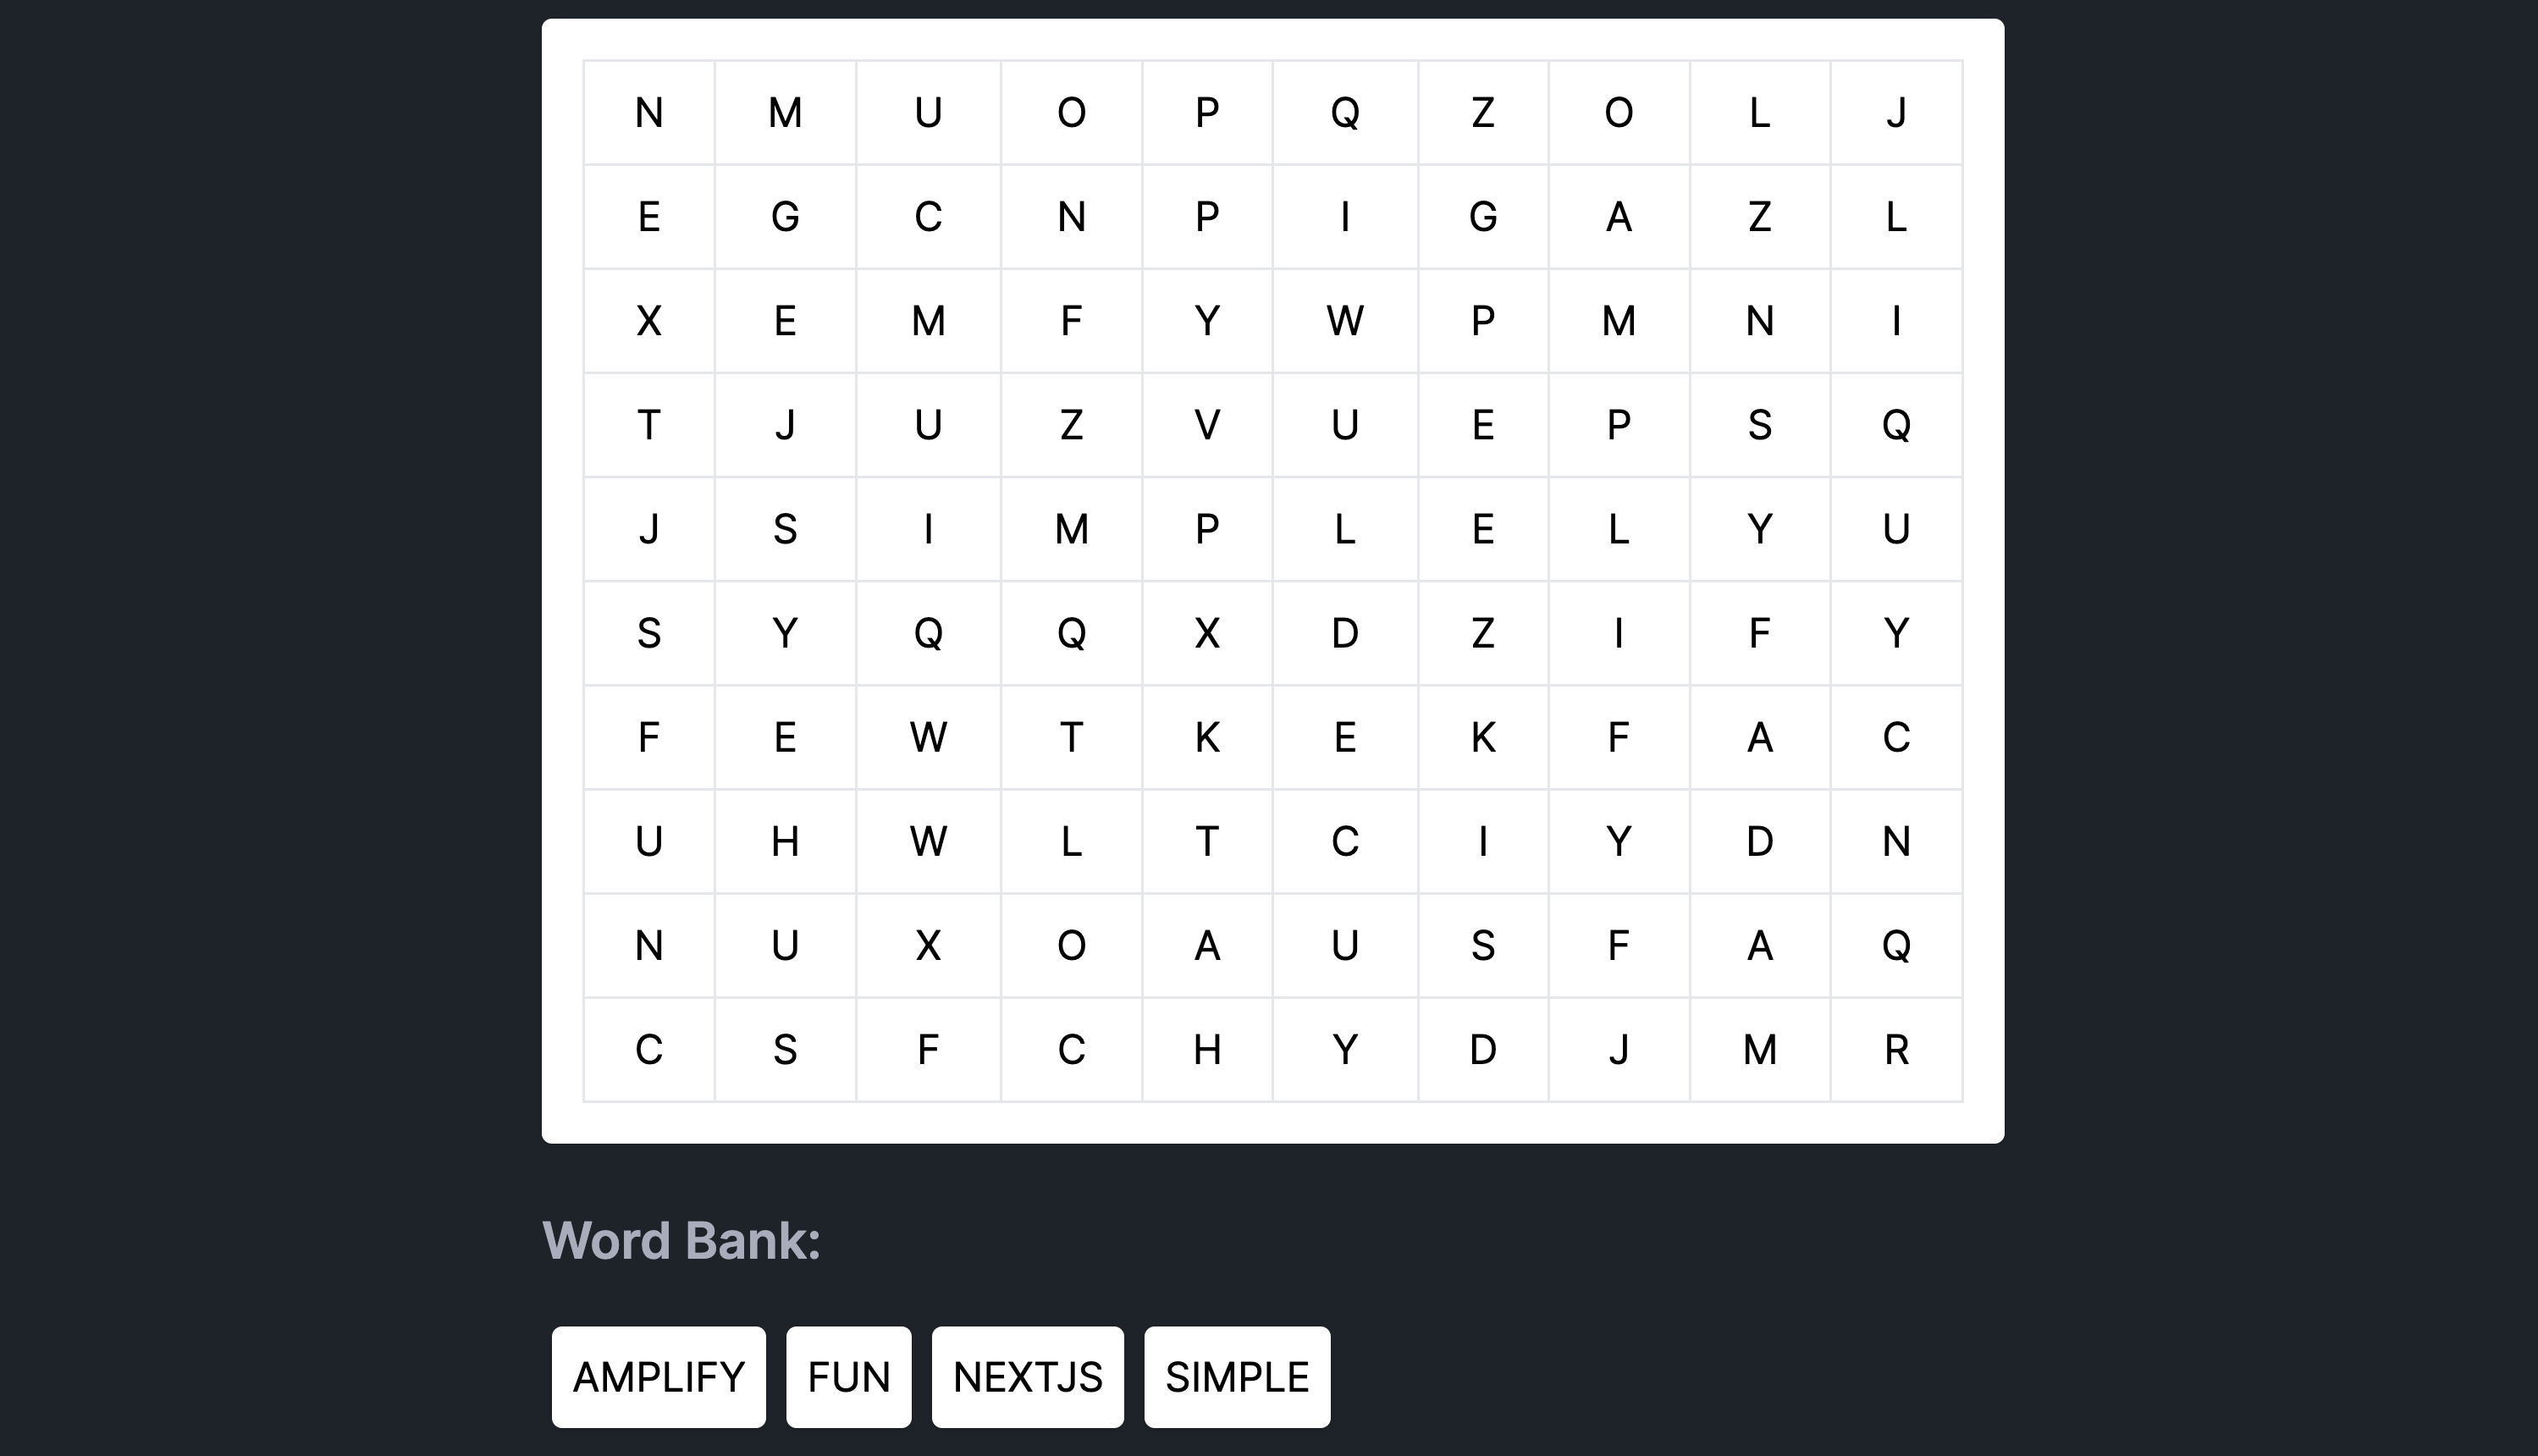 N M U O P Q Z O L J
E G C N P I G A Z L
X E M F Y W P M N I
T J U Z V U E P S Q
J S I M P L E L Y U
S Y Q Q X D Z I F Y
F E W T K E K F A C
U H W L T C I Y D N
N U X O A U S F A Q
C S F C H Y D J M R
Word Bank:
AMPLIFY FUN NEXTJS SIMPLE